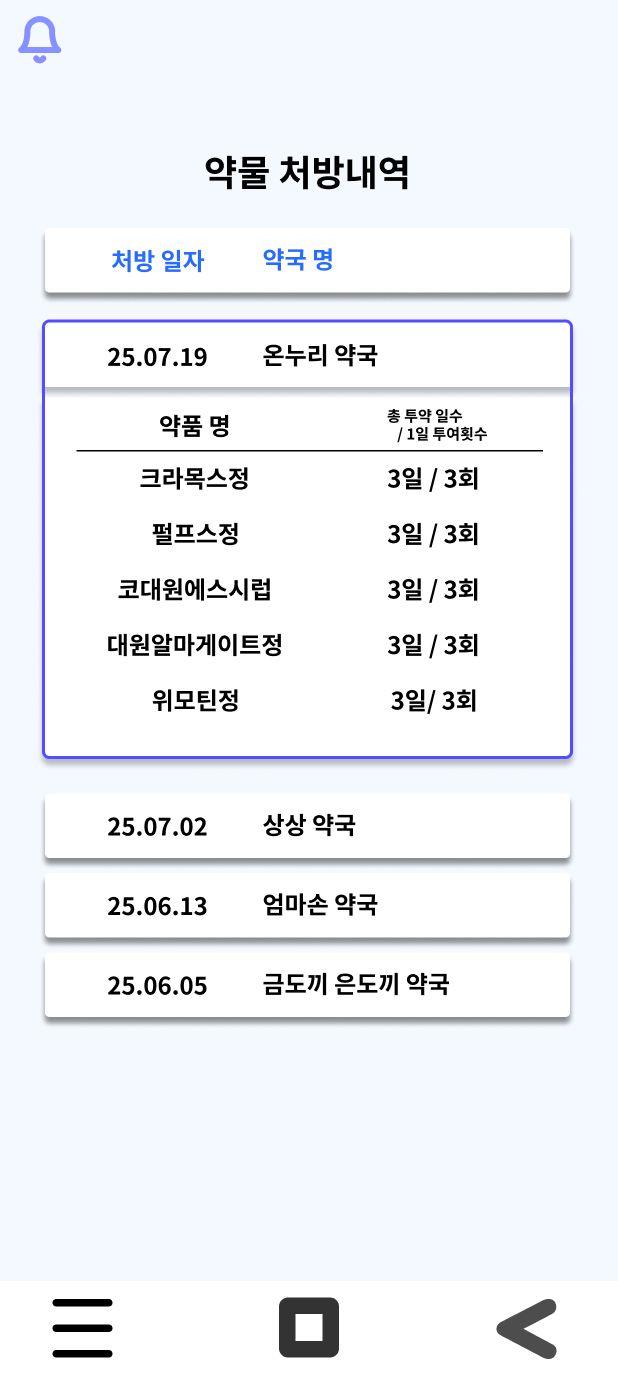 약물 처방내역
처방 일자 약국 명
25.07.19 온누리 약국
약품 명 총 투약 일수
/ 1일 투여횟수
크라목스정 3일 / 3회
펄프스정 3일 / 3회
코대원에스시럽 3일 / 3회
대원알마게이트정 3일 / 3회
위모틴정 3일/ 3회
25.07.02 상상 약국
25.06.13 엄마손 약국
25.06.05 금도끼 은도끼 약국